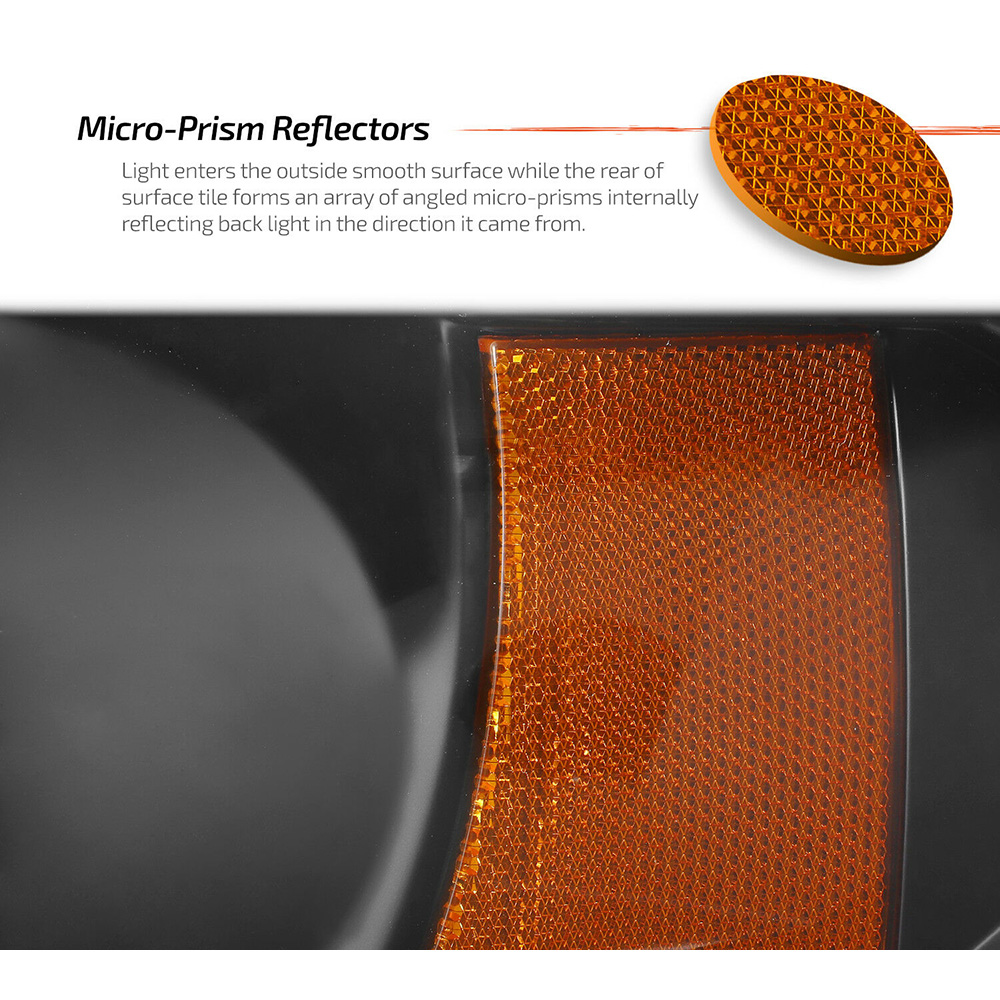 Micro-Prism Reflectors
Light enters the outside smooth surface while the rear of
surface tile forms an array of angled micro-prisms internally
reflecting back light in the direction it came from.